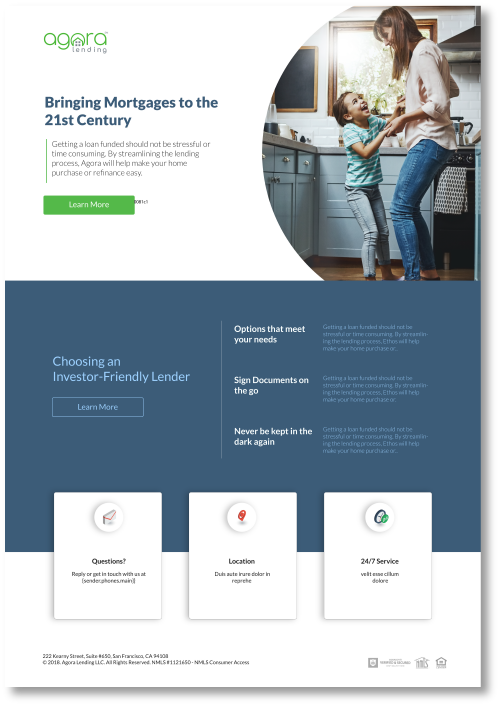 agora
lending
Bringing Mortgages to the
21st Century
Getting a loan funded should not be stressful or
time consuming. By streamlining the lending
process, Agora will help make your home
purchase or refinance easy.
Learn More
Choosing an
Investor-Friendly Lender
Learn More
Options that meet
your needs
Getting a loan funded should not be
stressful or time consuming. By streamlin-
ing the lending process, Ethos will help
make your home purchase or..
Sign Documents on
the go
Getting a loan funded should not be
stressful or time consuming. By streamlin-
ing the lending process, Ethos will help
make your home purchase or.
Never be kept in the
dark again
Getting a loan funded should not be
stressful or time consuming. By streamlin-
ing the lending process, Ethos will help
make your home purchase or..
Questions?
Reply or get in touch with us at
{sender.phones.main}]
Location
Duis aute irure dolor in
reprehe
24/7 Service
velit esse cillum
dolore
222 Kearny Street, Suite #650, San Francisco, CA 94108
© 2018. Agora Lending LLC. All Rights Reserved. NMLS #1121650 - NMLS Consumer Access